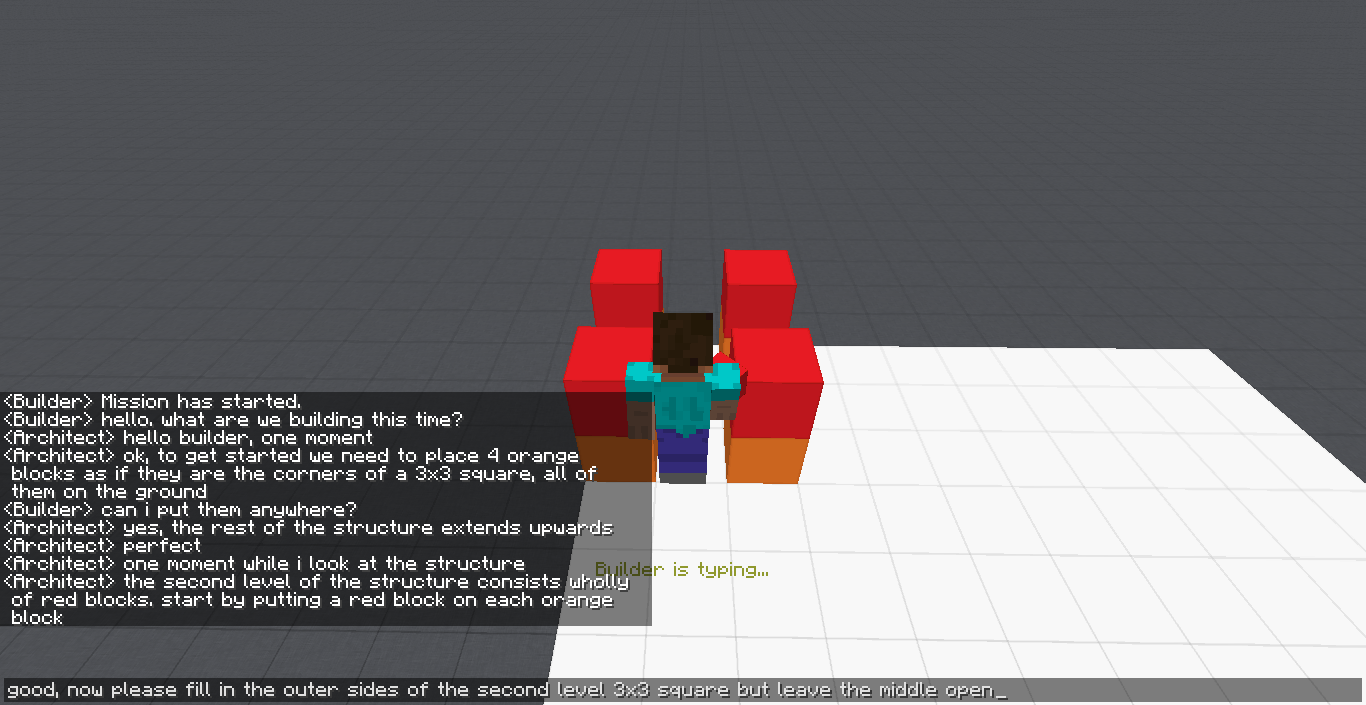 <Builder> Mission has started.
<Builder> hello. what are we building this time?
<Architect> hello builder, one moment
<Architect> ok, to get started we need to place 4 orange
blocks as if they are the corners of a 3x3 square, all of
them on the ground
<Builder> can i put them anywhere?
<Architect> yes, the rest of the structure extends upwards
<Architect> perfect
<Architect> one moment while i look at the structure
Builder is typing...
<Architect> the second level of the structure consists wholly
of red blocks. start by putting a red block on each orange
block
good, now please fill in the outer sides of the second level 3x3 square but leave the middle open_